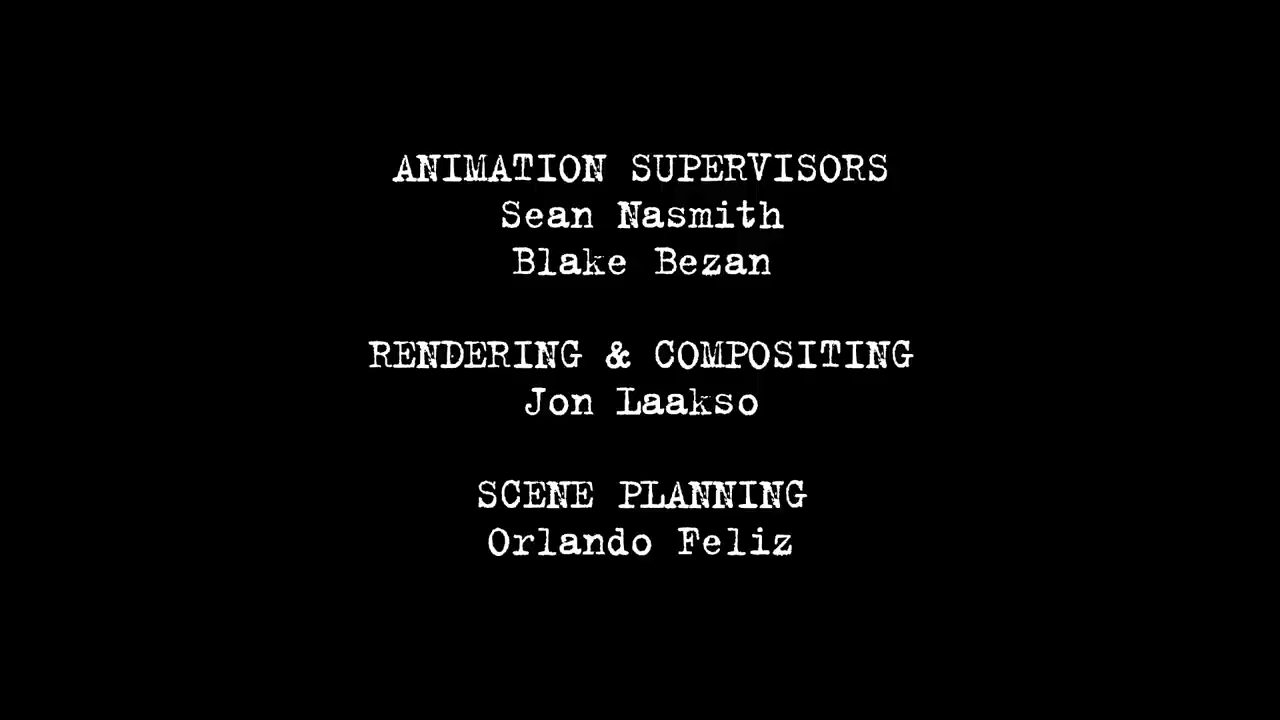 ANIMATION SUPERVISORS
Sean Nasmith
Blake Bezan
RENDERING & COMPOSITING
Jon Laakso
SCENE PLANNING
Orlando Feliz